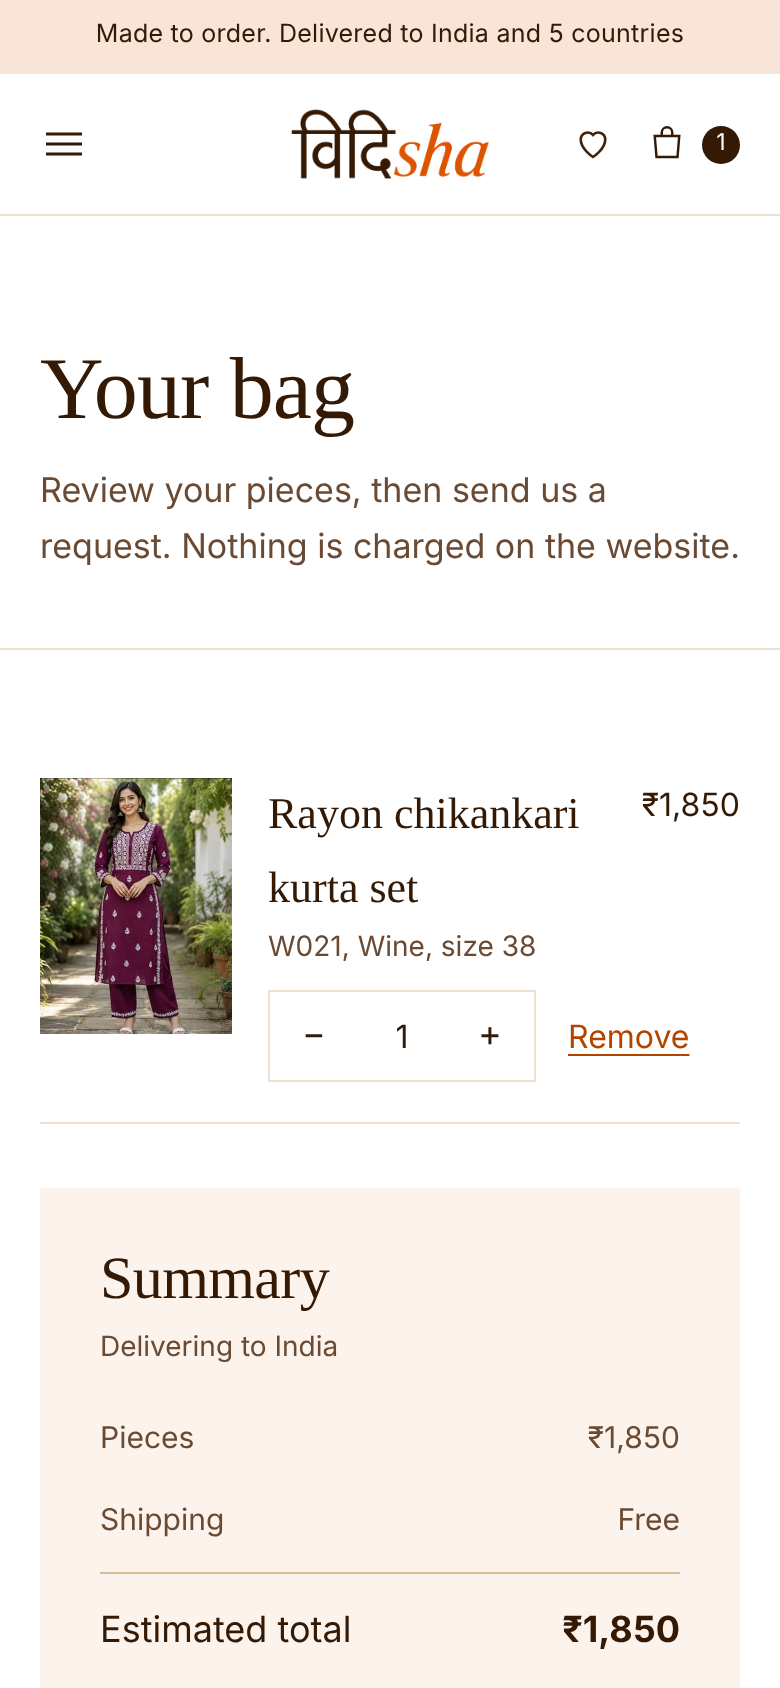 Made to order. Delivered to India and 5 countries
विदिsha
1
Your bag
Review your pieces, then send us a
request. Nothing is charged on the website.
Rayon chikankari
kurta set
₹1,850
W021, Wine, size 38
− 1 +
Remove
Summary
Delivering to India
Pieces ₹1,850
Shipping Free
Estimated total ₹1,850